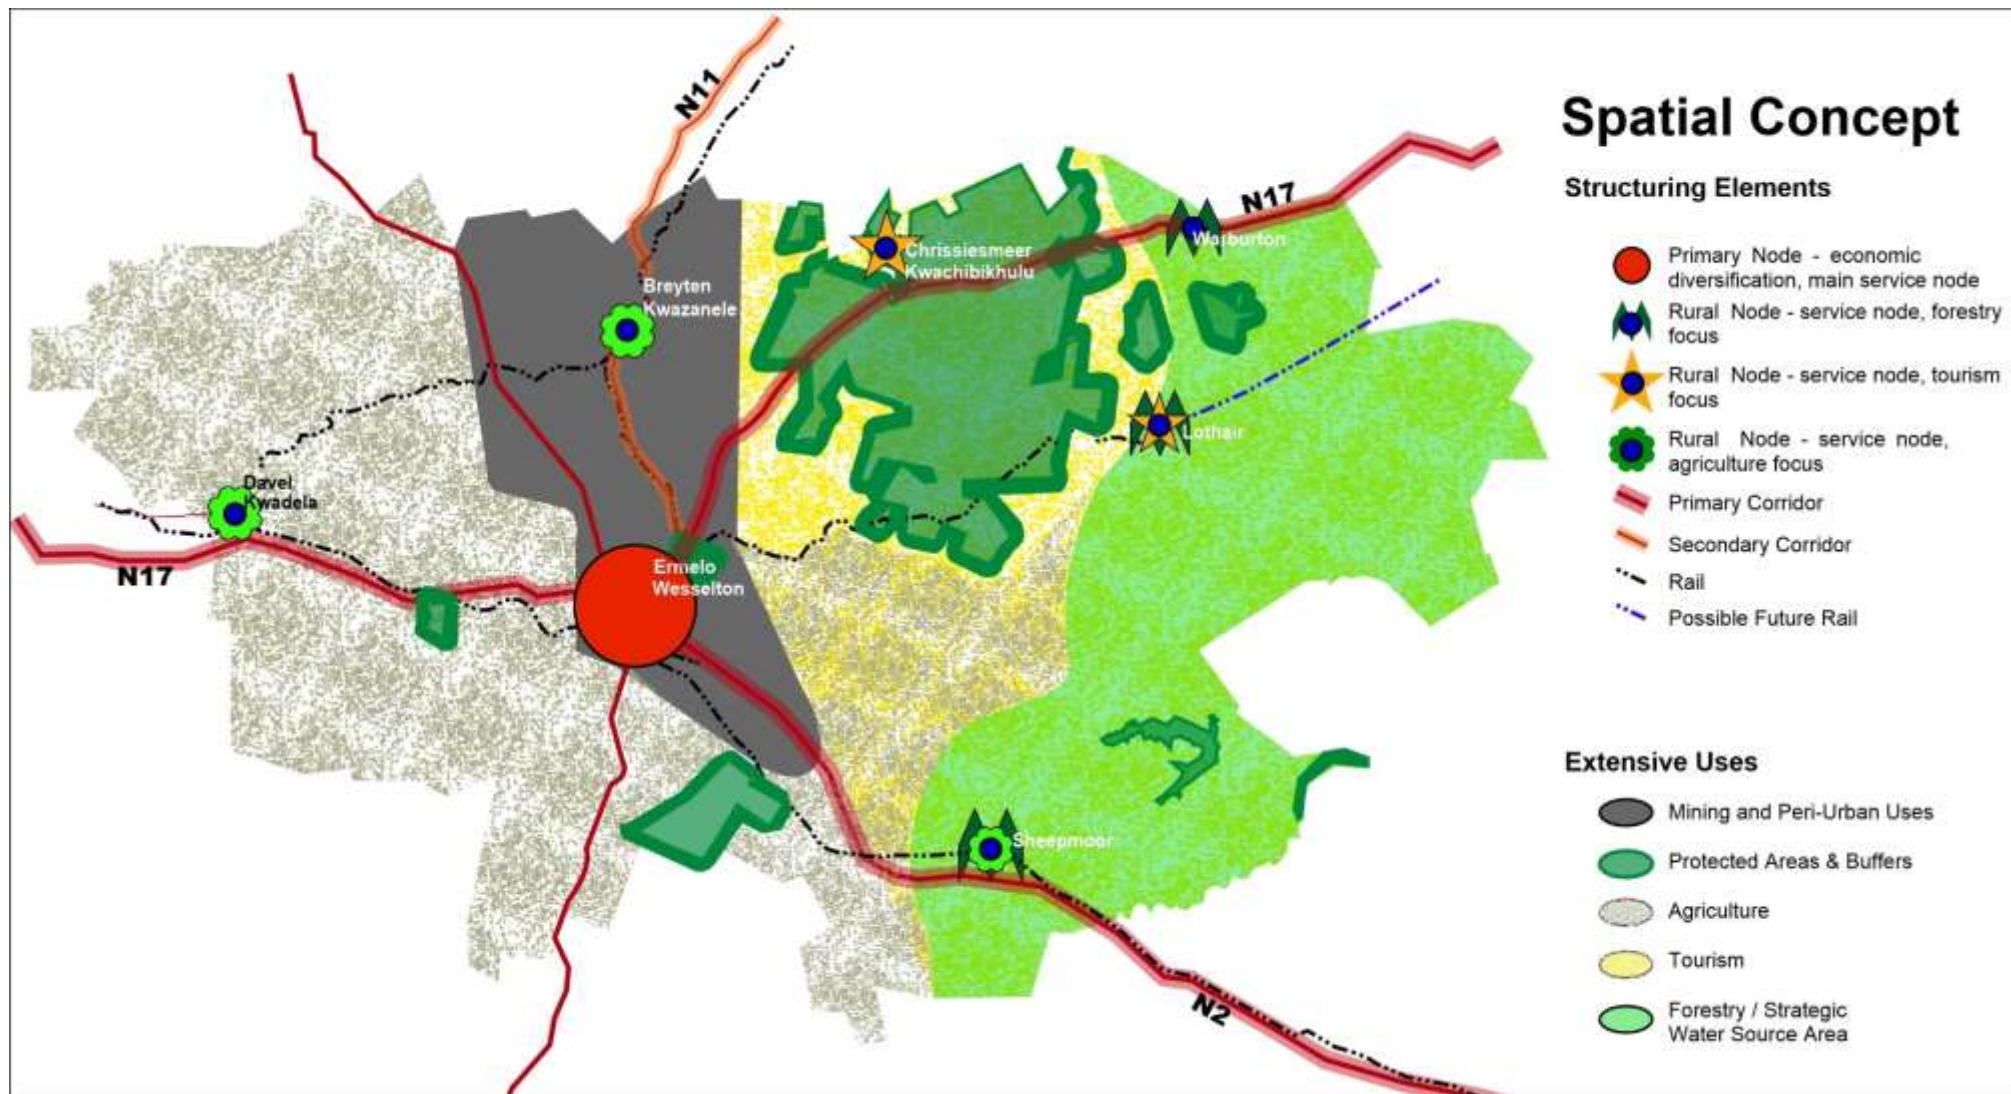 Spatial Concept
Structuring Elements
Primary Node - economic
diversification, main service node
Rural Node - service node, forestry
focus
Rural Node - service node, tourism
focus
Rural Node - service node,
agriculture focus
Primary Corridor
Secondary Corridor
Rail
Possible Future Rail
Extensive Uses
Mining and Peri-Urban Uses
Protected Areas & Buffers
Agriculture
Tourism
Forestry / Strategic
Water Source Area
N11
N17
Warburton
Chrissiesmeer
Kwachibikhulu
Breyten
Kwazanele
Lothair
Davel
Kwadela
N17
Ermelo
Wesselton
Sheepmoor
N2